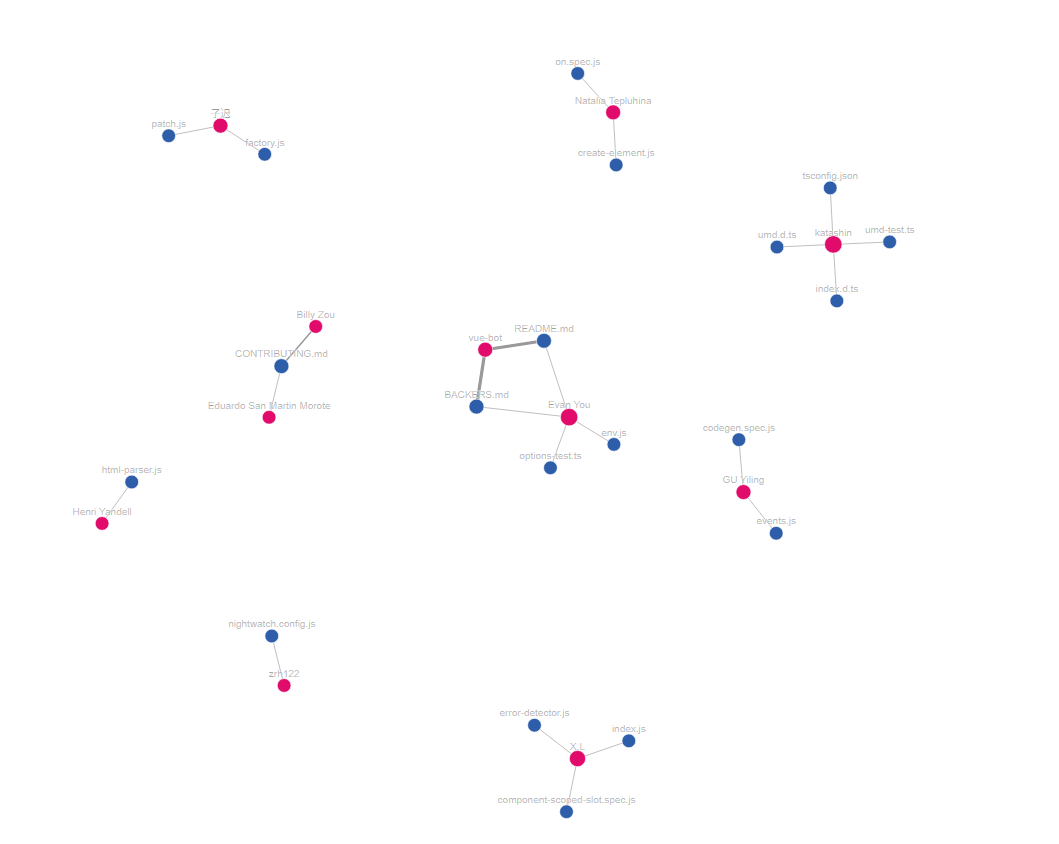 on.spec.js
Natalia Tepluhina
create-element.js
patch.js
factory.js
tsconfig.json
umd.d.ts
katashin
umd-test.ts
index.d.ts
Billy Zou
CONTRIBUTING.md
Eduardo San Martin Morote
vue-bot
README.md
BACKERS.md
Evan You
env.js
options-test.ts
codegen.spec.js
GU Yiling
events.js
html-parser.js
Henri Yandell
nightwatch.config.js
zrh122
error-detector.js
index.js
X.L
component-scoped-slot.spec.js